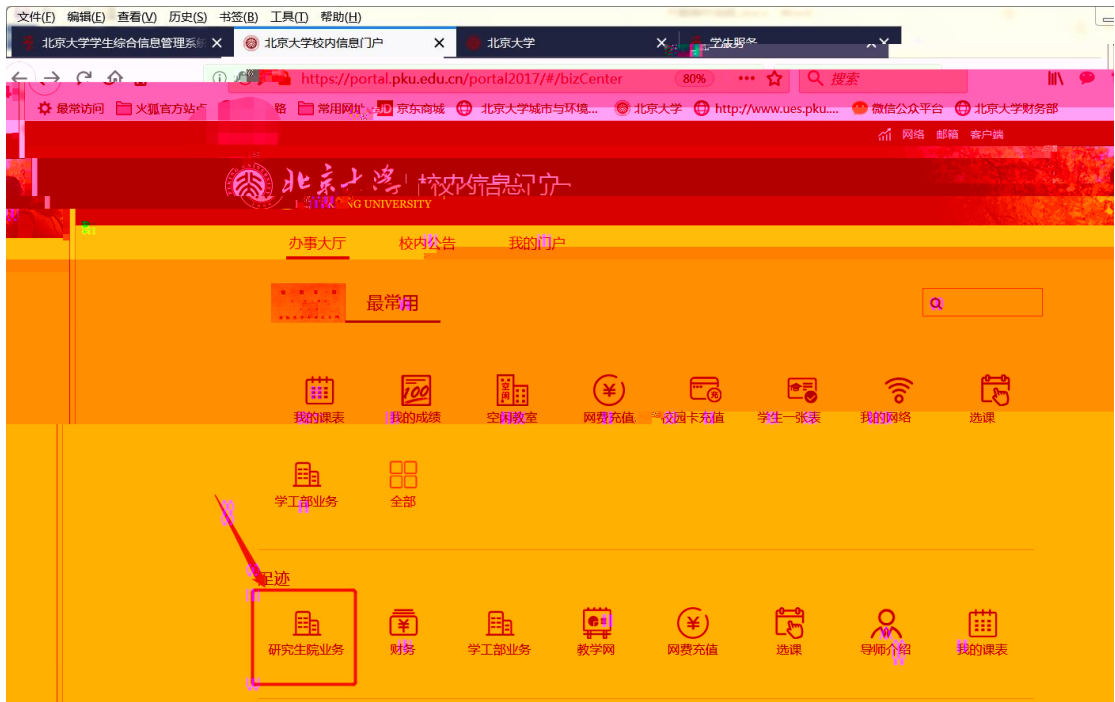 文件(F) 编辑(E) 查看(V) 历史(S) 书签(B) 工具(T) 帮助(H)
北京大学学生综合信息管理系统 × 北京大学校内信息门户 × 北京大学 ×
https://portal.pku.edu.cn/portal2017/#/bizCenter 80% 搜索
最常访问 火狐官方站点 常用网址 JD 京东商城 北京大学城市与环境... 北京大学 http://www.ues.pku.... 微信公众平台 北京大学财务部
网络 邮箱 客户端
北京大学 校内信息门户
UNIVERSITY
办事大厅 校内公告 我的门户
最常用
我的课表 我的成绩 空闲教室 网费充值 校园卡充值 学生一张表 我的网络 选课
学工部业务 全部
足迹
研究生院业务 财务 学工部业务 教学网 网费充值 选课 导师介绍 我的课表